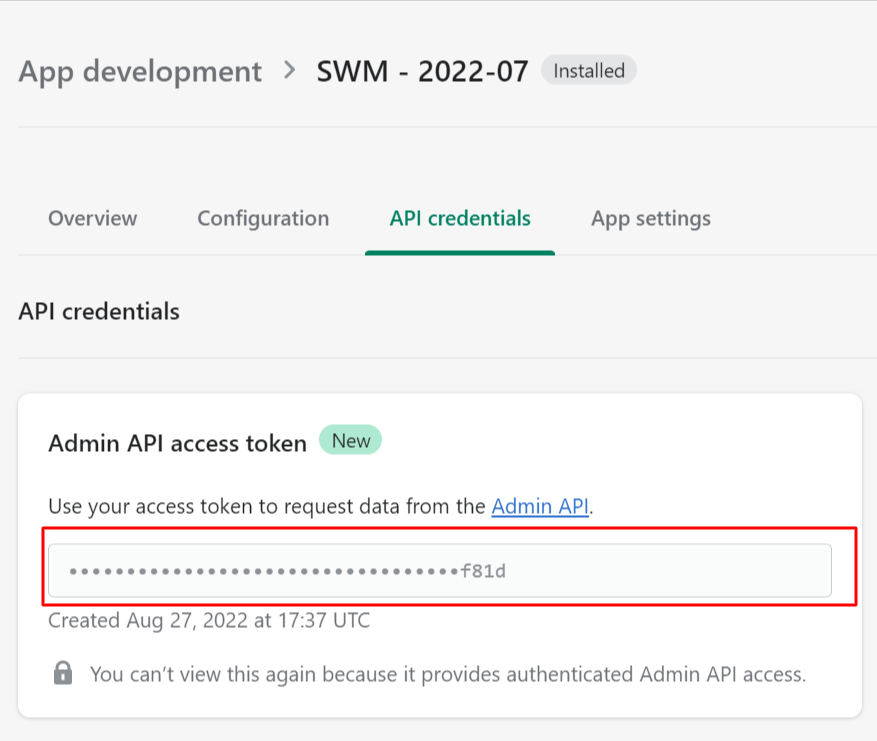 App development > SWM - 2022-07 Installed
Overview Configuration API credentials App settings
API credentials
Admin API access token New
Use your access token to request data from the Admin API.
••••••••••••••••••••••••••••••••••f81d
Created Aug 27, 2022 at 17:37 UTC
You can’t view this again because it provides authenticated Admin API access.